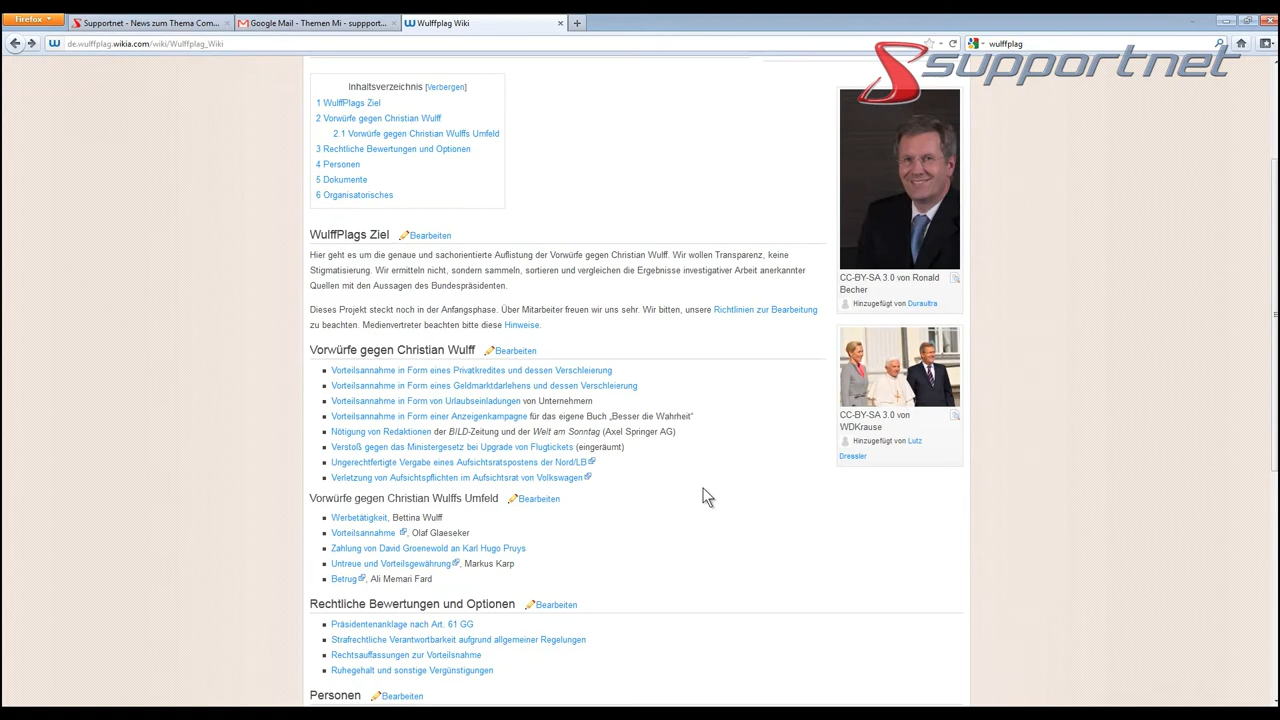 Firefox
Supportnet - News zum Thema Com...
Google Mail - Themen Mi - suppport...
Wulffplag Wiki
de.wulffplag.wikia.com/wiki/Wulffplag_Wiki
wulffplag
supportnet
Inhaltsverzeichnis [Verbergen]
1 WulffPlags Ziel
2 Vorwürfe gegen Christian Wulff
2.1 Vorwürfe gegen Christian Wulffs Umfeld
3 Rechtliche Bewertungen und Optionen
4 Personen
5 Dokumente
6 Organisatorisches
WulffPlags Ziel Bearbeiten
Hier geht es um die genaue und sachorientierte Auflistung der Vorwürfe gegen Christian Wulff. Wir wollen Transparenz, keine
Stigmatisierung. Wir ermitteln nicht, sondern sammeln, sortieren und vergleichen die Ergebnisse investigativer Arbeit anerkannter
Quellen mit den Aussagen des Bundespräsidenten.
Dieses Projekt steckt noch in der Anfangsphase. Über Mitarbeiter freuen wir uns sehr. Wir bitten, unsere Richtlinien zur Bearbeitung
zu beachten. Medienvertreter beachten bitte diese Hinweise.
Vorwürfe gegen Christian Wulff Bearbeiten
Vorteilsannahme in Form eines Privatkredites und dessen Verschleierung
Vorteilsannahme in Form eines Geldmarktdarlehens und dessen Verschleierung
Vorteilsannahme in Form von Urlaubseinladungen von Unternehmern
Vorteilsannahme in Form einer Anzeigenkampagne für das eigene Buch „Besser die Wahrheit“
Nötigung von Redaktionen der BILD-Zeitung und der Welt am Sonntag (Axel Springer AG)
Verstoß gegen das Ministergesetz bei Upgrade von Flugtickets (eingeräumt)
Ungerechtfertigte Vergabe eines Aufsichtsratspostens der Nord/LB
Verletzung von Aufsichtspflichten im Aufsichtsrat von Volkswagen
Vorwürfe gegen Christian Wulffs Umfeld Bearbeiten
Werbetätigkeit, Bettina Wulff
Vorteilsannahme , Olaf Glaeseker
Zahlung von David Groenewold an Karl Hugo Pruys
Untreue und Vorteilsgewährung , Markus Karp
Betrug , Ali Memari Fard
Rechtliche Bewertungen und Optionen Bearbeiten
Präsidentenanklage nach Art. 61 GG
Strafrechtliche Verantwortbarkeit aufgrund allgemeiner Regelungen
Rechtsauffassungen zur Vorteilsnahme
Ruhegehalt und sonstige Vergünstigungen
Personen Bearbeiten
CC-BY-SA 3.0 von Ronald
Becher
Hinzugefügt von Duraultra
CC-BY-SA 3.0 von
WDKrause
Hinzugefügt von Lutz
Dressler